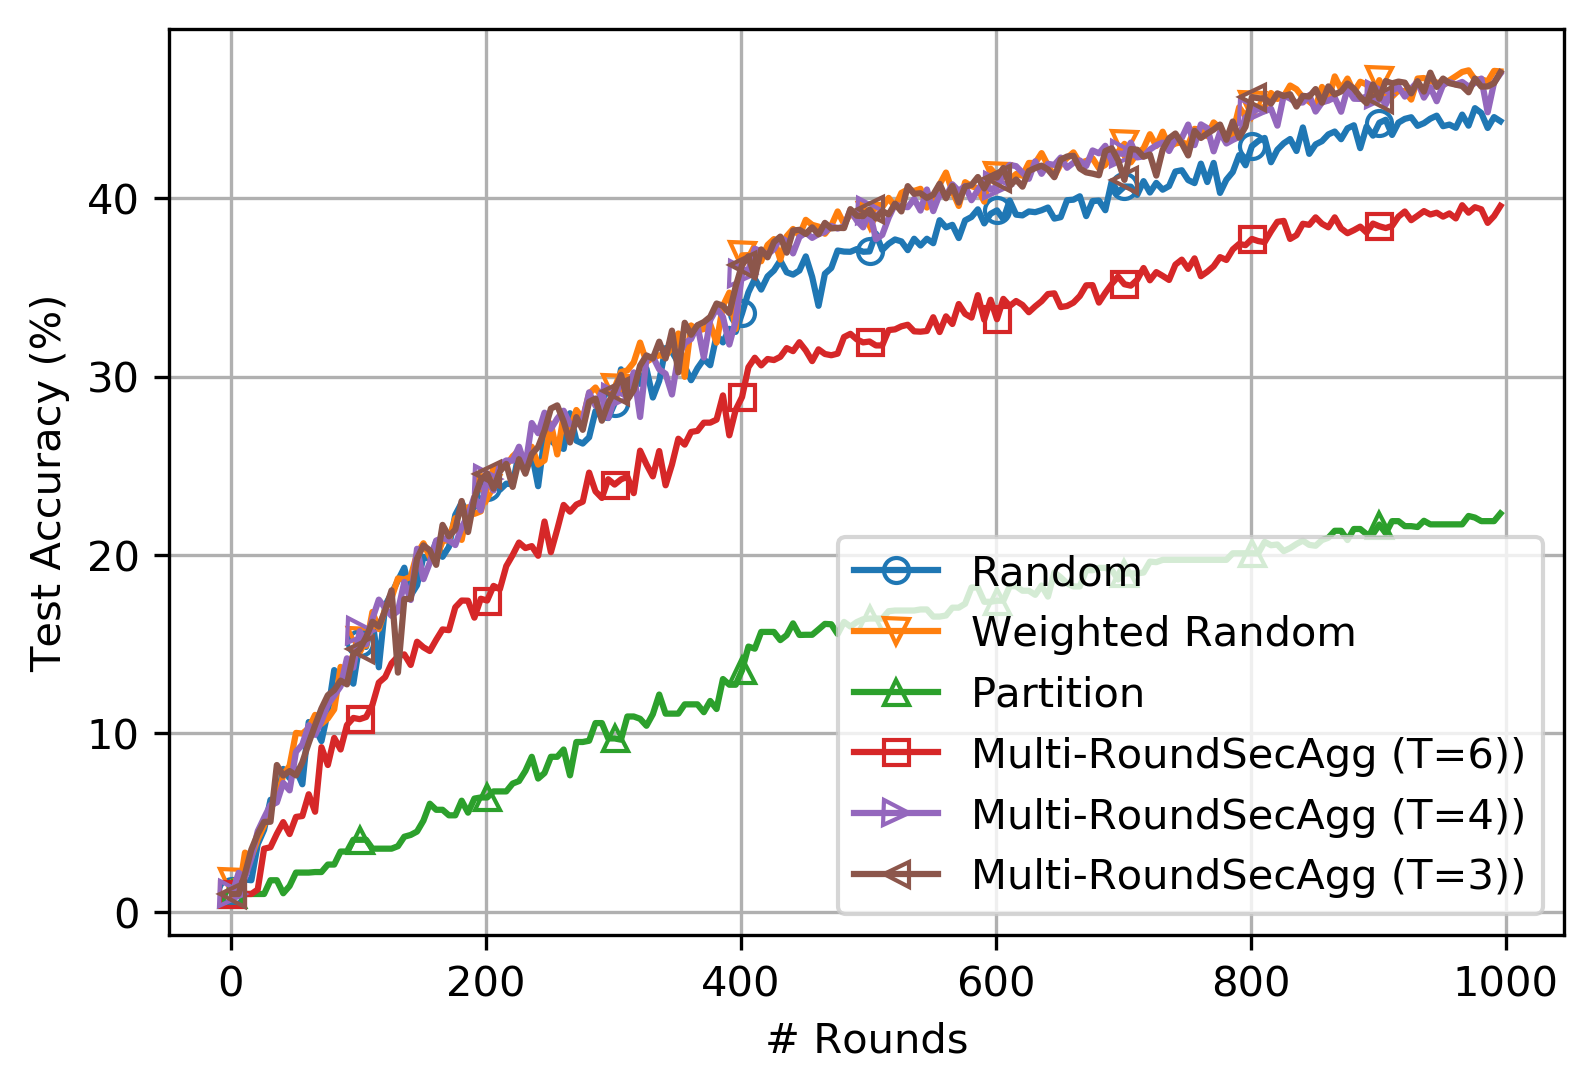 Test Accuracy (%)
40
30
20
10
0
Random
Weighted Random
Partition
Multi-RoundSecAgg (T=6))
Multi-RoundSecAgg (T=4))
Multi-RoundSecAgg (T=3))
0 200 400 600 800 1000
# Rounds